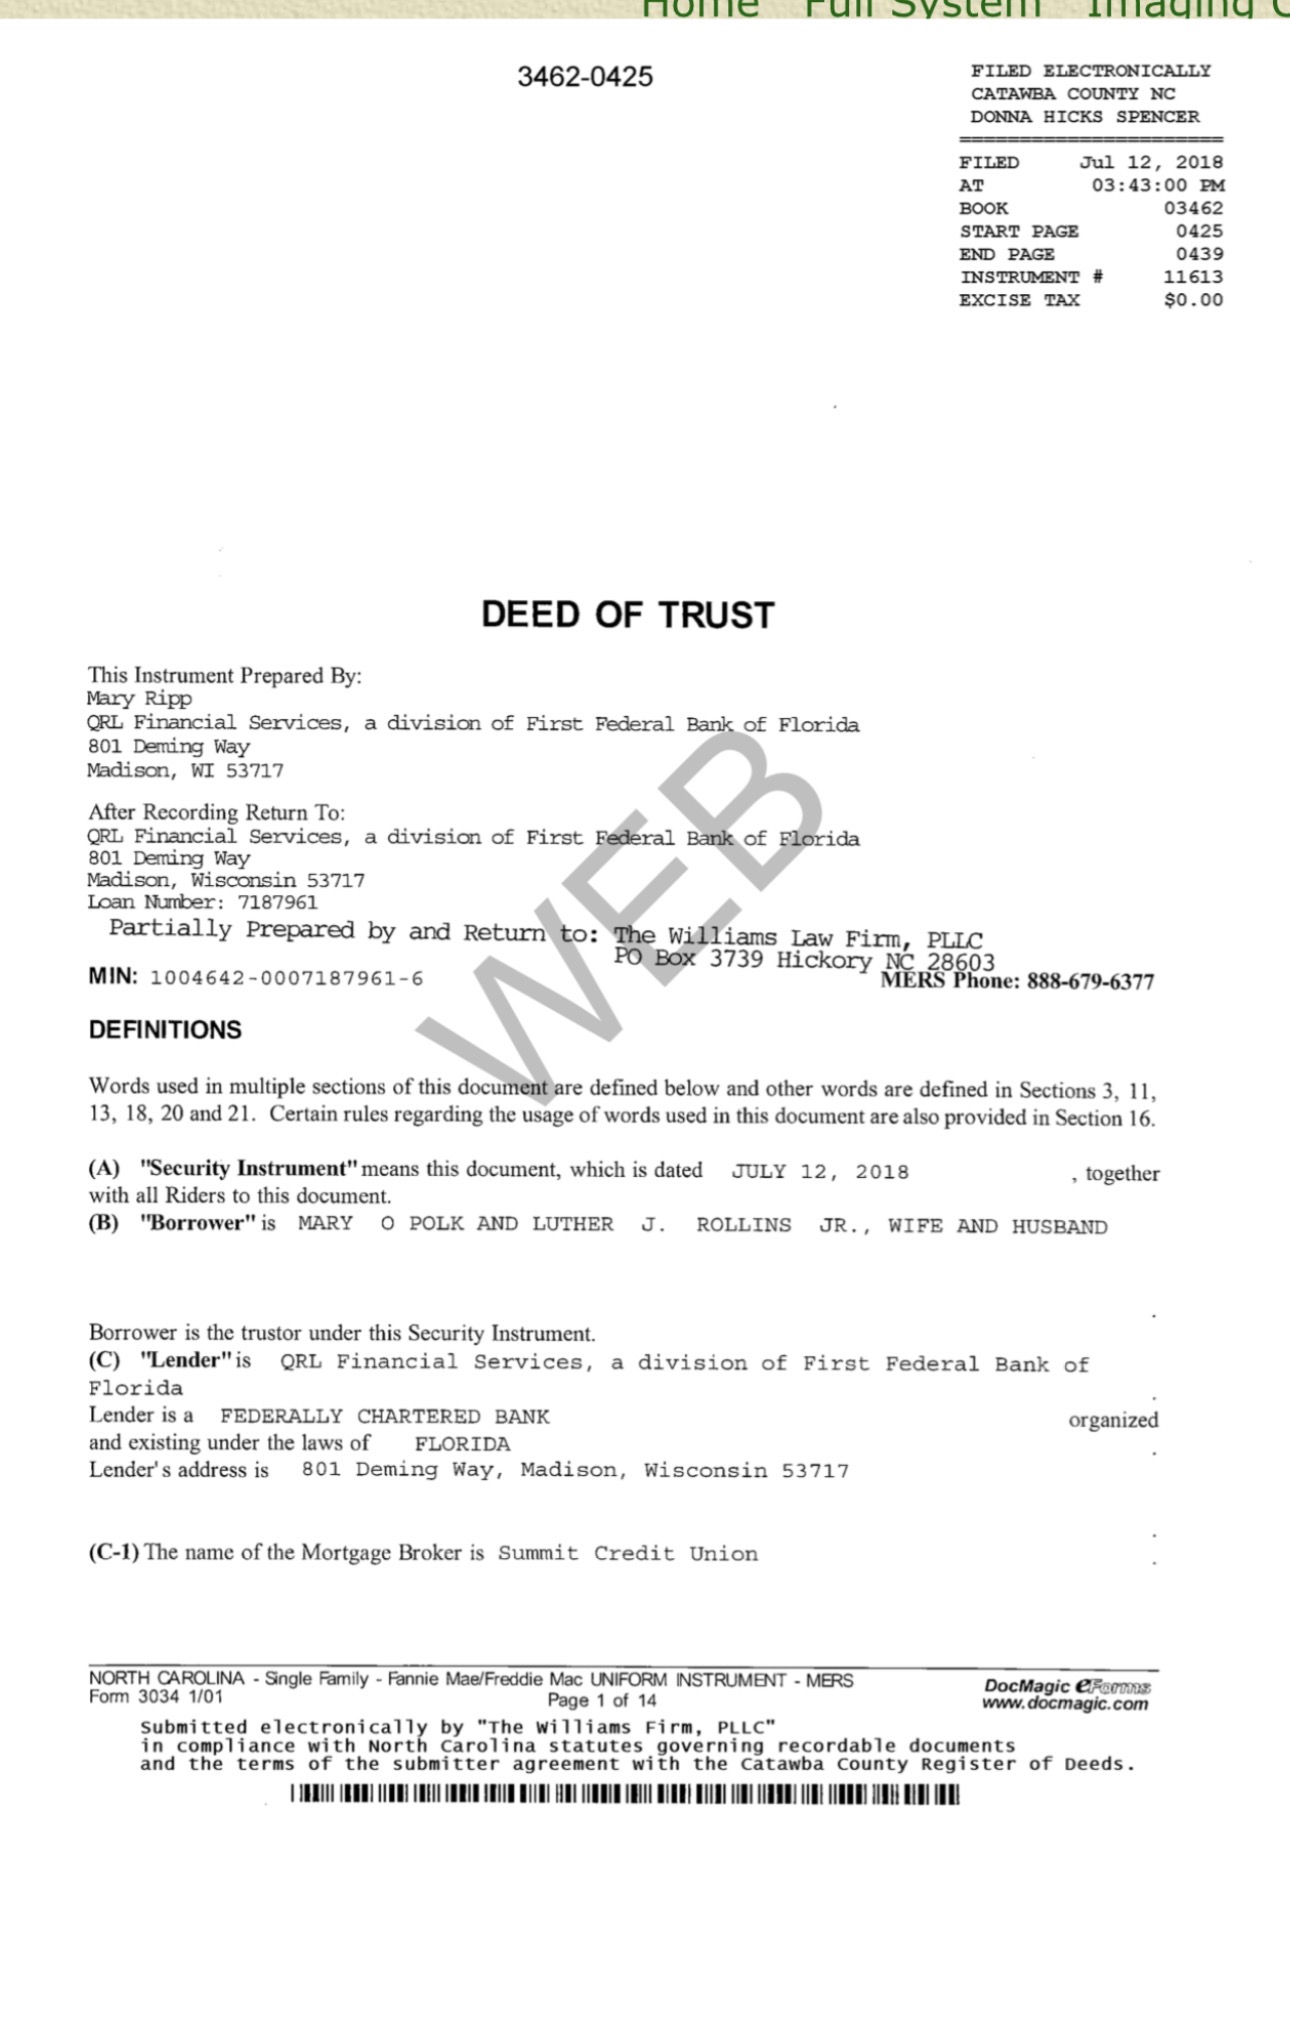 Home Full System Imaging
3462-0425
FILED ELECTRONICALLY
CATAWBA COUNTY NC
DONNA HICKS SPENCER
FILED Jul 12, 2018
AT 03:43:00 PM
BOOK 03462
START PAGE 0425
END PAGE 0439
INSTRUMENT # 11613
EXCISE TAX $0.00
DEED OF TRUST
This Instrument Prepared By:
Mary Ripp
QRL Financial Services, a division of First Federal Bank of Florida
801 Deming Way
Madison, WI 53717
After Recording Return To:
QRL Financial Services, a division of First Federal Bank of Florida
801 Deming Way
Madison, Wisconsin 53717
Loan Number: 7187961
Partially Prepared by and Return to: The Williams Law Firm, PLLC
PO Box 3739 Hickory NC 28603
MIN: 1004642-0007187961-6 MERS Phone: 888-679-6377
WEB
DEFINITIONS
Words used in multiple sections of this document are defined below and other words are defined in Sections 3, 11,
13, 18, 20 and 21. Certain rules regarding the usage of words used in this document are also provided in Section 16.
(A) "Security Instrument" means this document, which is dated JULY 12, 2018 , together
with all Riders to this document.
(B) "Borrower" is MARY O POLK AND LUTHER J. ROLLINS JR., WIFE AND HUSBAND
.
Borrower is the trustor under this Security Instrument.
(C) "Lender" is QRL Financial Services, a division of First Federal Bank of
Florida .
Lender is a FEDERALLY CHARTERED BANK organized
and existing under the laws of FLORIDA .
Lender's address is 801 Deming Way, Madison, Wisconsin 53717
.
(C-1) The name of the Mortgage Broker is Summit Credit Union .
NORTH CAROLINA - Single Family - Fannie Mae/Freddie Mac UNIFORM INSTRUMENT - MERS
Form 3034 1/01 Page 1 of 14
DocMagic eForms
www.docmagic.com
Submitted electronically by "The Williams Firm, PLLC"
in compliance with North Carolina statutes governing recordable documents
and the terms of the submitter agreement with the Catawba County Register of Deeds.